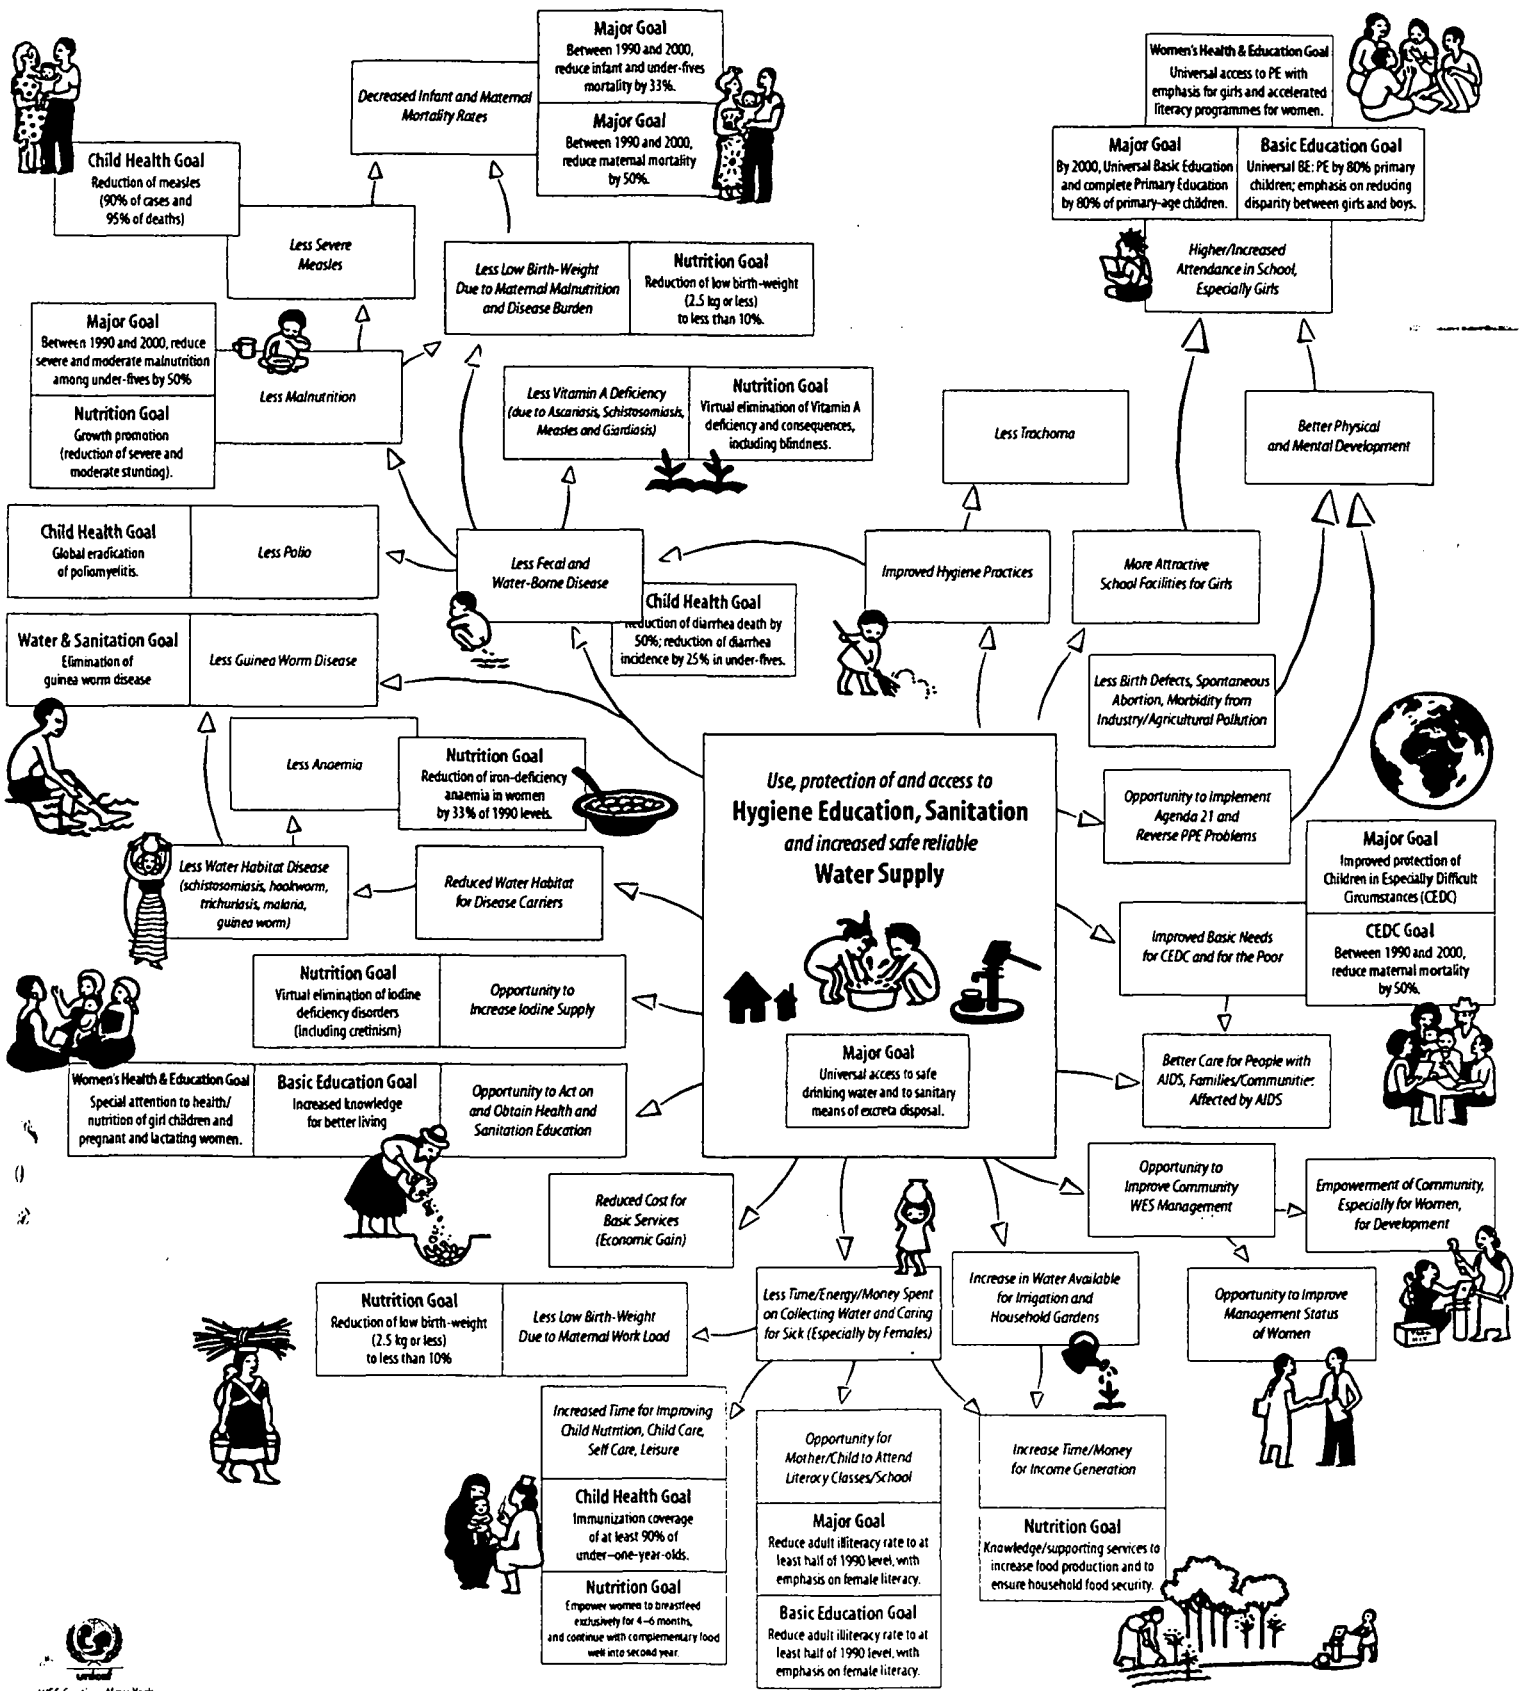 Major Goal
Between 1990 and 2000,
reduce infant and under-fives
mortality by 33%.
Major Goal
Between 1990 and 2000,
reduce maternal mortality
by 50%.
Decreased Infant and Maternal
Mortality Rates
Women's Health & Education Goal
Universal access to PE with
emphasis for girls and accelerated
literacy programmes for women.
Major Goal
By 2000, Universal Basic Education
and complete Primary Education
by 80% of primary-age children.
Basic Education Goal
Universal BE: PE by 80% primary
children; emphasis on reducing
disparity between girls and boys.
Higher/Increased
Attendance in School,
Especially Girls
Child Health Goal
Reduction of measles
(90% of cases and
95% of deaths)
Less Severe
Measles
Less Low Birth-Weight
Due to Maternal Malnutrition
and Disease Burden
Nutrition Goal
Reduction of low birth-weight
(2.5 kg or less)
to less than 10%.
Major Goal
Between 1990 and 2000, reduce
severe and moderate malnutrition
among under-fives by 50%
Nutrition Goal
Growth promotion
(reduction of severe and
moderate stunting).
Less Malnutrition
Less Vitamin A Deficiency
(due to Ascariasis, Schistosomiasis,
Measles and Giardiasis)
Nutrition Goal
Virtual elimination of Vitamin A
deficiency and consequences,
including blindness.
Less Trachoma
Better Physical
and Mental Development
Child Health Goal
Global eradication
of poliomyelitis.
Less Polio
Less Fecal and
Water-Borne Disease
Child Health Goal
Reduction of diarrhea death by
50%; reduction of diarrhea
incidence by 25% in under-fives.
Improved Hygiene Practices
More Attractive
School Facilities for Girls
Water & Sanitation Goal
Elimination of
guinea worm disease
Less Guinea Worm Disease
Less Birth Defects, Spontaneous
Abortion, Morbidity from
Industry/Agricultural Pollution
Less Anaemia
Nutrition Goal
Reduction of iron-deficiency
anaemia in women
by 33% of 1990 levels.
Use, protection of and access to
Hygiene Education, Sanitation
and increased safe reliable
Water Supply
Major Goal
Universal access to safe
drinking water and to sanitary
means of excreta disposal.
Opportunity to Implement
Agenda 21 and
Reverse PPE Problems
Less Water Habitat Disease
(schistosomiasis, hookworm,
trichuriasis, malaria,
guinea worm)
Reduced Water Habitat
for Disease Carriers
Major Goal
Improved protection of
Children in Especially Difficult
Circumstances (CEDC)
CEDC Goal
Between 1990 and 2000,
reduce maternal mortality
by 50%.
Improved Basic Needs
for CEDC and for the Poor
Nutrition Goal
Virtual elimination of iodine
deficiency disorders
(including cretinism)
Opportunity to
Increase Iodine Supply
Better Care for People with
AIDS, Families/Communities
Affected by AIDS
Women's Health & Education Goal
Special attention to health/
nutrition of girl children and
pregnant and lactating women.
Basic Education Goal
Increased knowledge
for better living
Opportunity to Act on
and Obtain Health and
Sanitation Education
Opportunity to
Improve Community
WES Management
Empowerment of Community,
Especially for Women,
for Development
Reduced Cost for
Basic Services
(Economic Gain)
Less Time/Energy/Money Spent
on Collecting Water and Caring
for Sick (Especially by Females)
Increase in Water Available
for Irrigation and
Household Gardens
Opportunity to Improve
Management Status
of Women
Nutrition Goal
Reduction of low birth-weight
(2.5 kg or less)
to less than 10%
Less Low Birth-Weight
Due to Maternal Work Load
Increased Time for Improving
Child Nutrition, Child Care,
Self Care, Leisure
Child Health Goal
Immunization coverage
of at least 90% of
under-one-year-olds.
Nutrition Goal
Empower women to breastfeed
exclusively for 4-6 months,
and continue with complementary food
well into second year.
Opportunity for
Mother/Child to Attend
Literacy Classes/School
Major Goal
Reduce adult illiteracy rate to at
least half of 1990 level, with
emphasis on female literacy.
Basic Education Goal
Reduce adult illiteracy rate to at
least half of 1990 level, with
emphasis on female literacy.
Increase Time/Money
for Income Generation
Nutrition Goal
Knowledge/supporting services to
increase food production and to
ensure household food security.
unicef